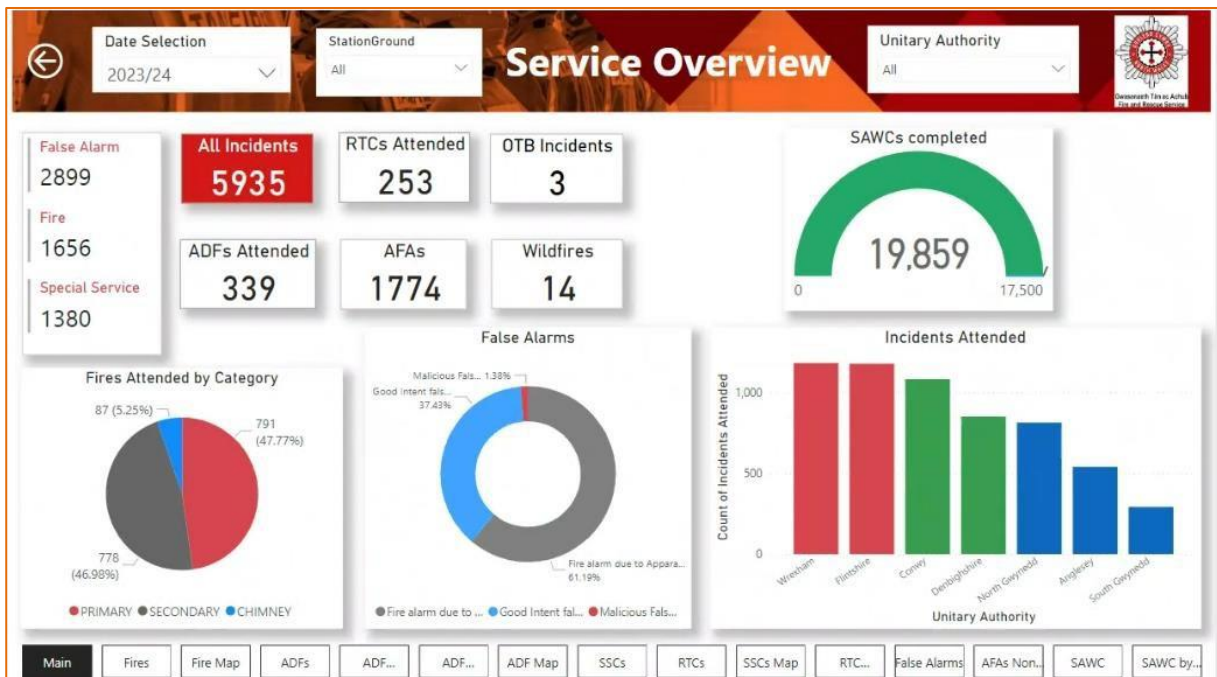 Date Selection
2023/24
StationGround
All
Service Overview
Unitary Authority
All
Fire and Rescue Service
False Alarm
2899
Fire
1656
Special Service
1380
All Incidents
5935
RTCs Attended
253
OTB Incidents
3
ADFs Attended
339
AFAs
1774
Wildfires
14
SAWCs completed
19,859
0
17,500
Fires Attended by Category
87 (5.25%)
791
(47.77%)
778
(46.98%)
PRIMARY SECONDARY CHIMNEY
False Alarms
Malicious Fals... 1.38%
Good Intent fals...
37.43%
Fire alarm due to Appara...
61.19%
Fire alarm due to ... Good Intent fal... Malicious Fals...
Incidents Attended
Count of Incidents Attended
1,000
500
0
Wrexham
Flintshire
Conwy
Denbighshire
North Gwynedd
Anglesey
South Gwynedd
Unitary Authority
Main Fires Fire Map ADFs ADF... ADF... ADF Map SSCs RTCs SSCs Map RTC... False Alarms AFAs Non... SAWC SAWC by...